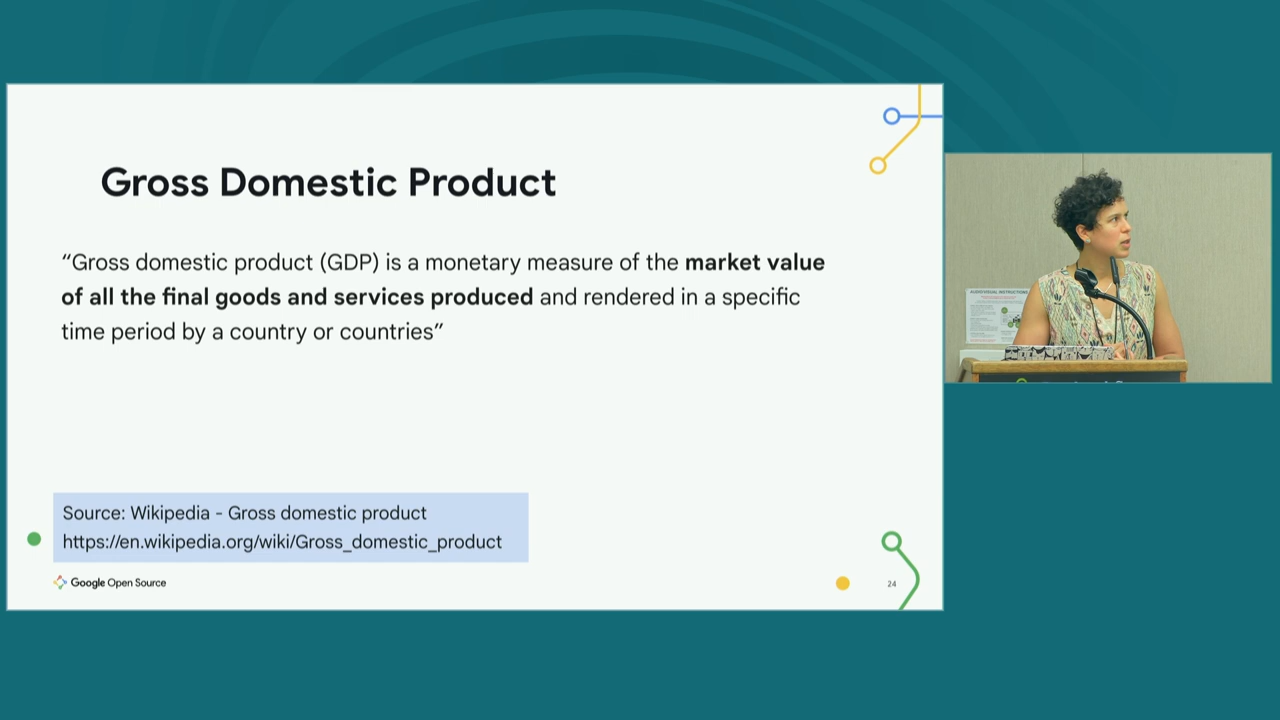 Gross Domestic Product
“Gross domestic product (GDP) is a monetary measure of the market value
of all the final goods and services produced and rendered in a specific
time period by a country or countries”
Source: Wikipedia - Gross domestic product
https://en.wikipedia.org/wiki/Gross_domestic_product
Google Open Source
24
AUDIOVISUAL INSTRUCTIONS